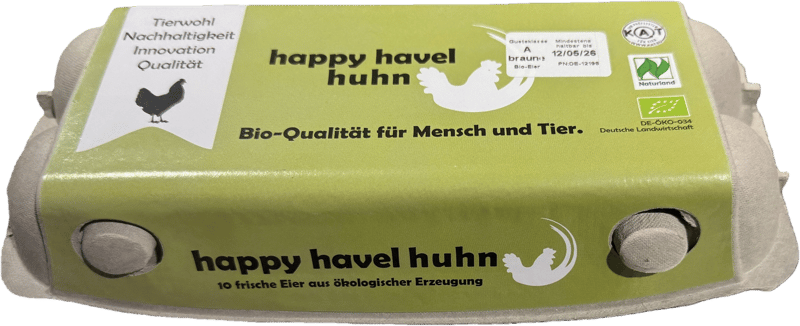 Tierwohl
Nachhaltigkeit
Innovation
Qualität
happy havel
huhn
Güteklasse
A
braun
Bio-Eier
Mindestens
haltbar bis
12/05/26
KAT
Naturland
DE-ÖKO-034
Deutsche Landwirtschaft
Bio-Qualität für Mensch und Tier.
happy havel huhn
10 frische Eier aus ökologischer Erzeugung